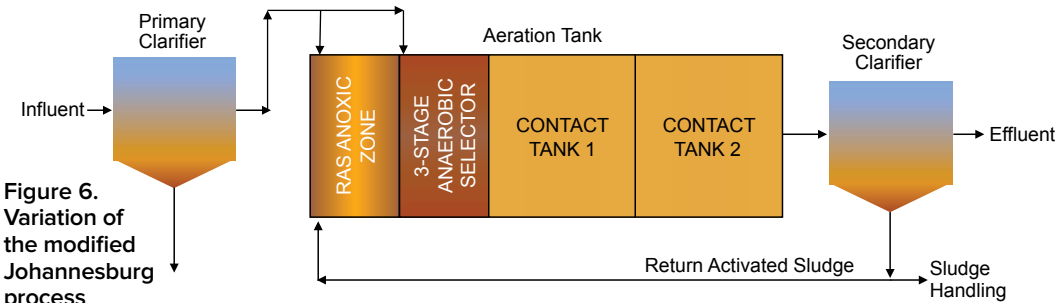 Primary
Clarifier
Influent
Aeration Tank
RAS ANOXIC
ZONE
3-STAGE
ANAEROBIC
SELECTOR
CONTACT
TANK 1
CONTACT
TANK 2
Secondary
Clarifier
Effluent
Return Activated Sludge
Sludge
Handling
Figure 6.
Variation of
the modified
Johannesburg
process